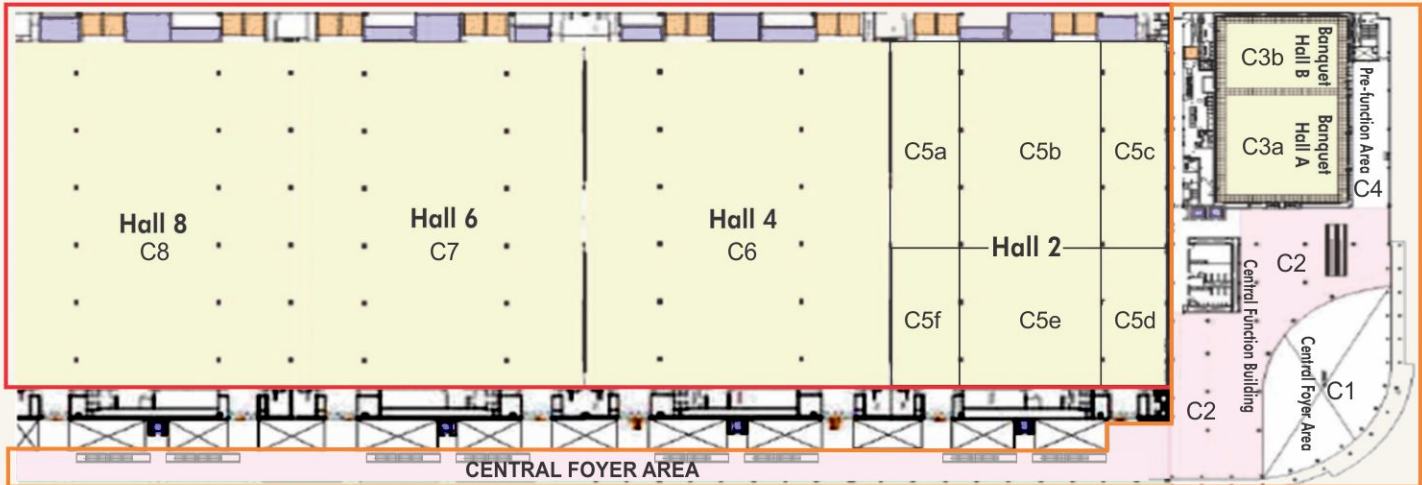 Hall 8
C8
Hall 6
C7
Hall 4
C6
C5a
C5b
C5c
Hall 2
C5f
C5e
C5d
C3b
Banquet
Hall B
C3a
Banquet
Hall A
Pre-function Area
C4
C2
Central Function Building
C2
Central Foyer Area
C1
CENTRAL FOYER AREA